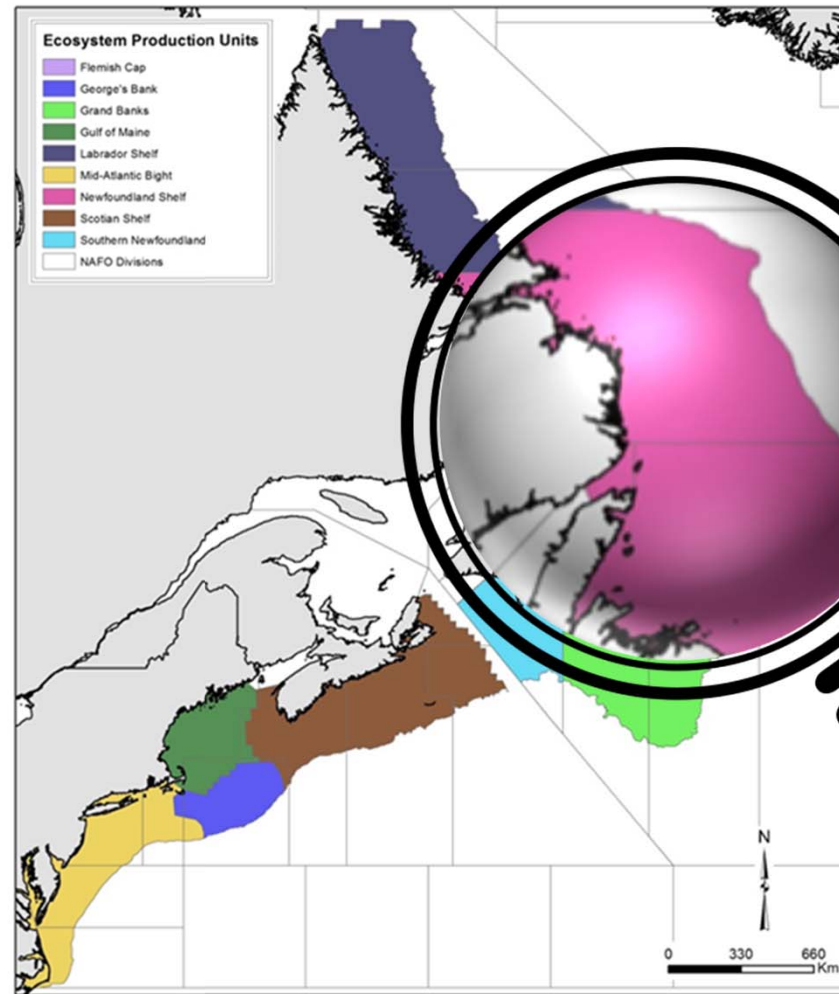 Ecosystem Production Units
Flemish Cap
George's Bank
Grand Banks
Gulf of Maine
Labrador Shelf
Mid-Atlantic Bight
Newfoundland Shelf
Scotian Shelf
Southern Newfoundland
NAFO Divisions
N
0 330 660
Km